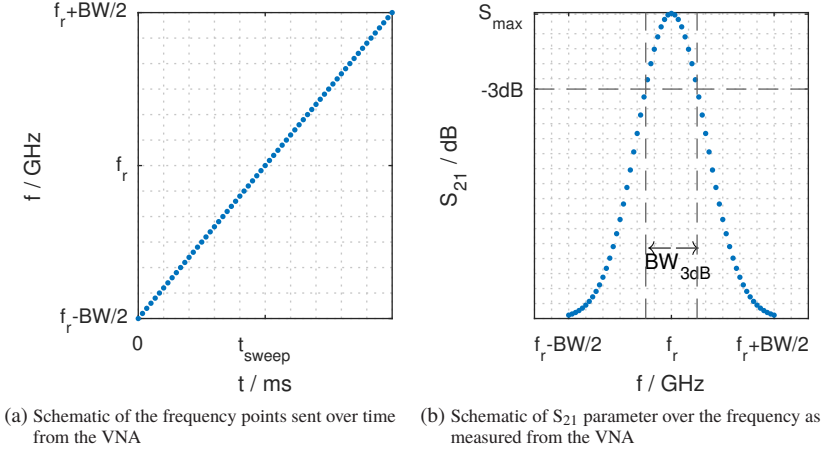 f_r+BW/2
f_r
f_r-BW/2
f / GHz
0
t_sweep
t / ms
S_max
-3dB
S_21 / dB
BW_3dB
f_r-BW/2
f_r
f_r+BW/2
f / GHz
(a) Schematic of the frequency points sent over time
from the VNA
(b) Schematic of S_21 parameter over the frequency as
measured from the VNA